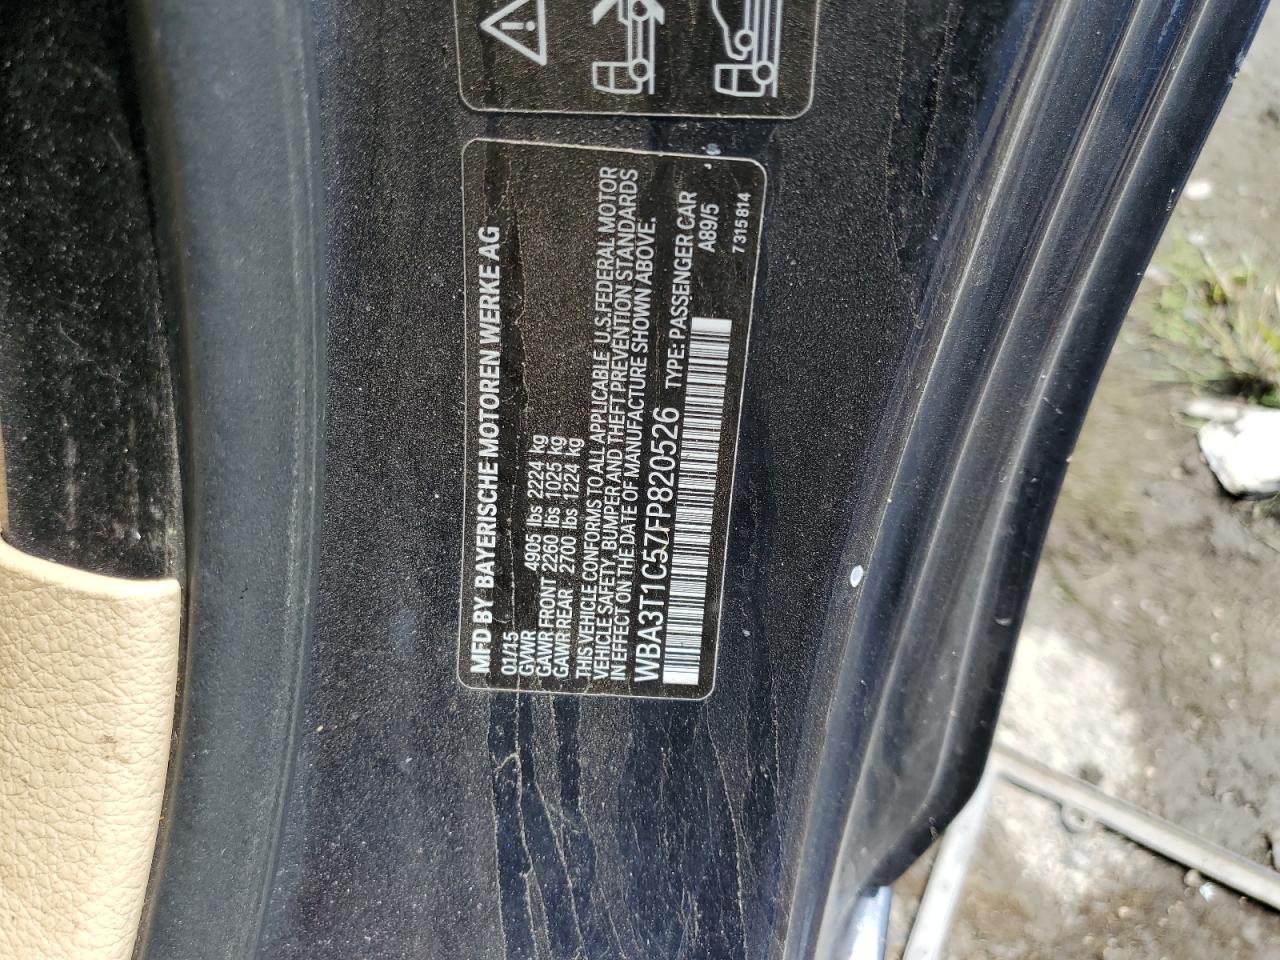 MFD BY BAYERISCHE MOTOREN WERKE AG
01/15
GVWR 4905 lbs 2224 kg
GAWR FRONT 2260 lbs 1025 kg
GAWR REAR 2700 lbs 1224 kg
THIS VEHICLE CONFORMS TO ALL APPLICABLE U.S.FEDERAL MOTOR
VEHICLE SAFETY, BUMPER AND THEFT PREVENTION STANDARDS
IN EFFECT ON THE DATE OF MANUFACTURE SHOWN ABOVE.
WBA3T1C57FP820526 TYPE: PASSENGER CAR
A89/5
7315814